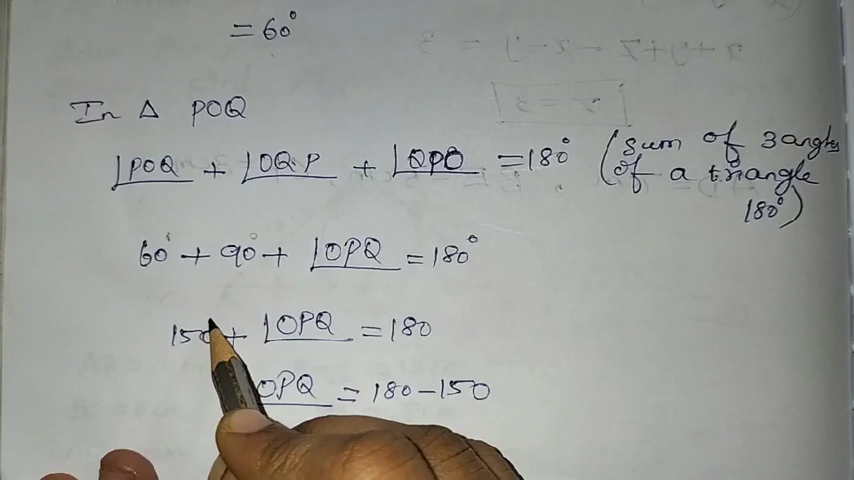 = 60°
In Δ POQ
∠POQ + ∠OQP + ∠QPO = 180° (sum of 3 angles
of a triangle
180°)
60° + 90° + ∠OPQ = 180°
150 + ∠OPQ = 180
OPQ = 180 - 150